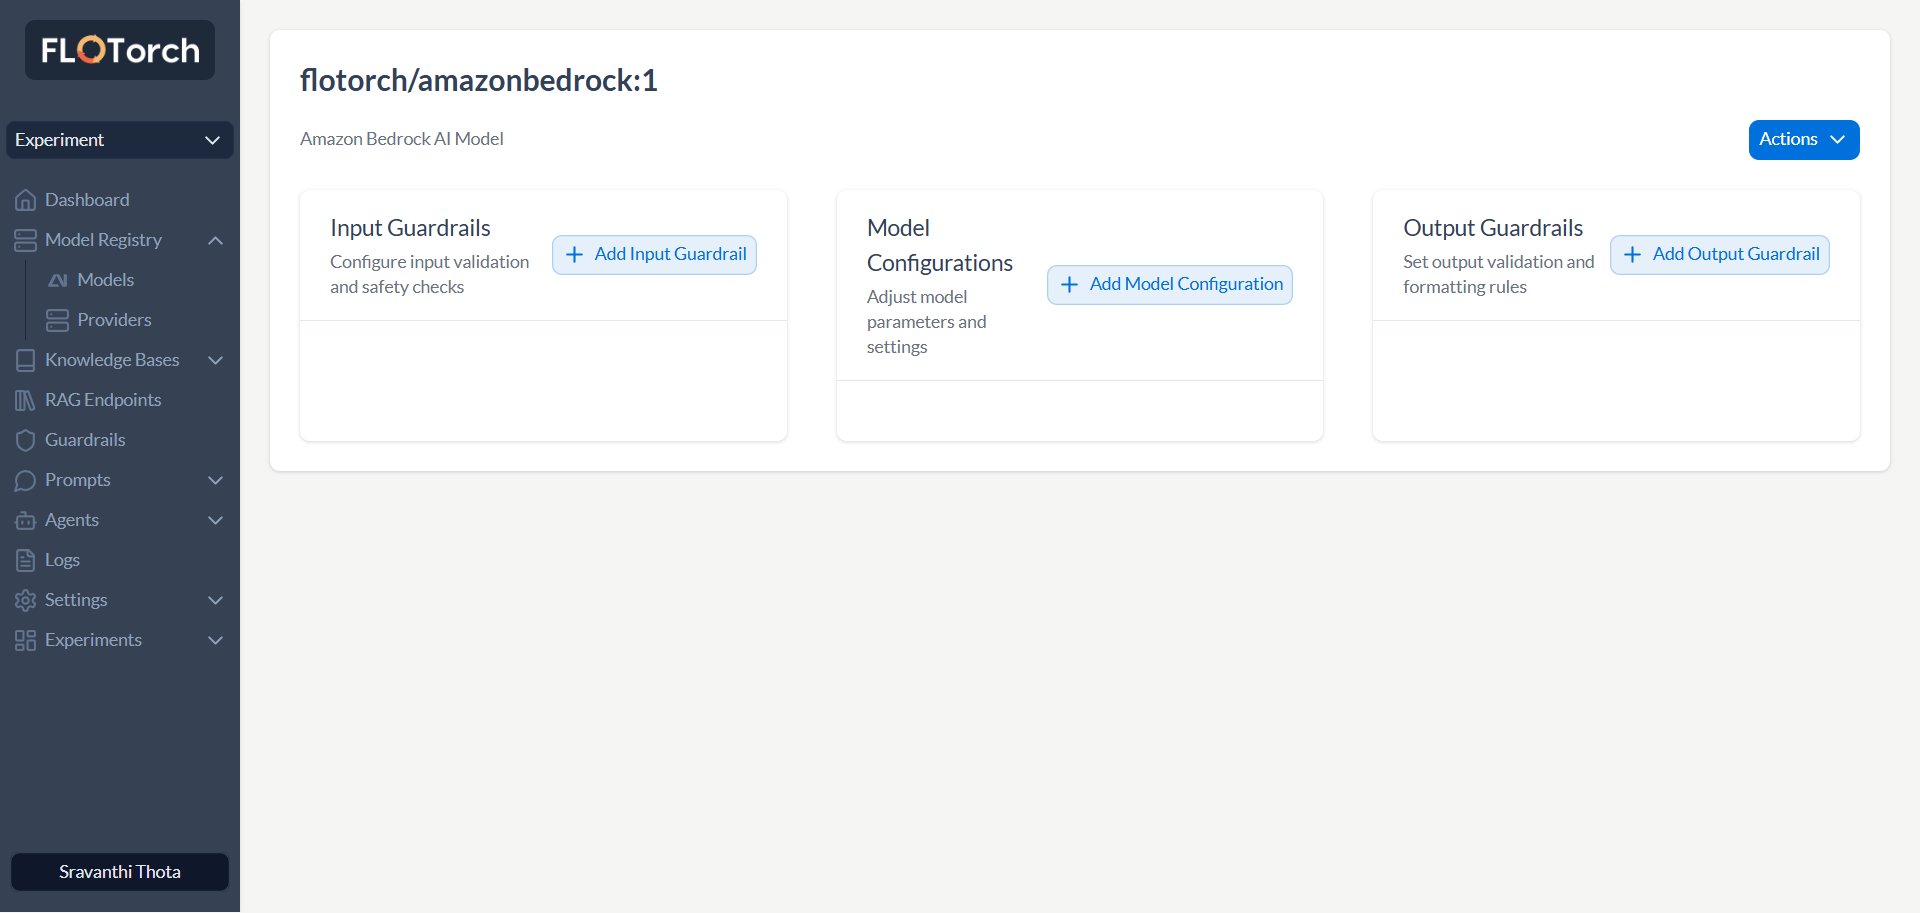 FLOTorch
Experiment
Dashboard
Model Registry
Models
Providers
Knowledge Bases
RAG Endpoints
Guardrails
Prompts
Agents
Logs
Settings
Experiments
Sravanthi Thota
flotorch/amazonbedrock:1
Amazon Bedrock AI Model
Actions
Input Guardrails
Configure input validation
and safety checks
Add Input Guardrail
Model
Configurations
Adjust model
parameters and
settings
Add Model Configuration
Output Guardrails
Set output validation and
formatting rules
Add Output Guardrail